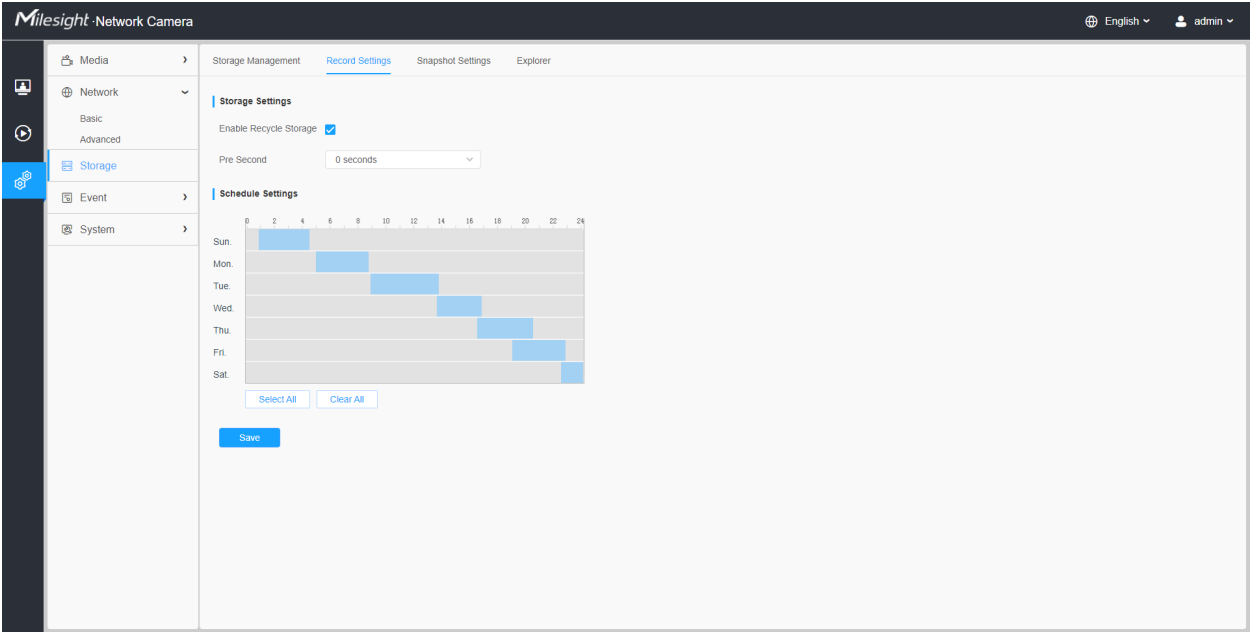 Milesight · Network Camera English admin
Media
Network
Basic
Advanced
Storage
Event
System
Storage Management Record Settings Snapshot Settings Explorer
Storage Settings
Enable Recycle Storage
Pre Second 0 seconds
Schedule Settings
0 2 4 6 8 10 12 14 16 18 20 22 24
Sun.
Mon.
Tue.
Wed.
Thu.
Fri.
Sat.
Select All Clear All
Save